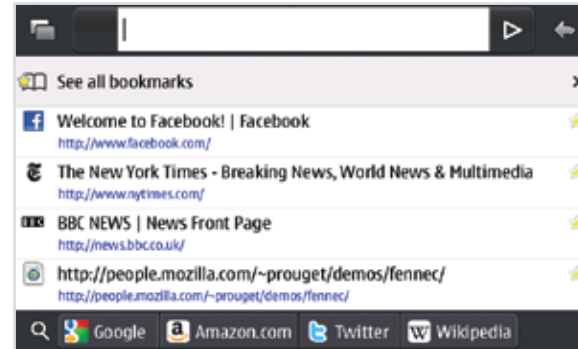 See all bookmarks
Welcome to Facebook! | Facebook
http://www.facebook.com/
The New York Times - Breaking News, World News & Multimedia
http://www.nytimes.com/
BBC NEWS | News Front Page
http://news.bbc.co.uk/
http://people.mozilla.com/~prouget/demos/fennec/
http://people.mozilla.com/~prouget/demos/fennec/
Google Amazon.com Twitter Wikipedia